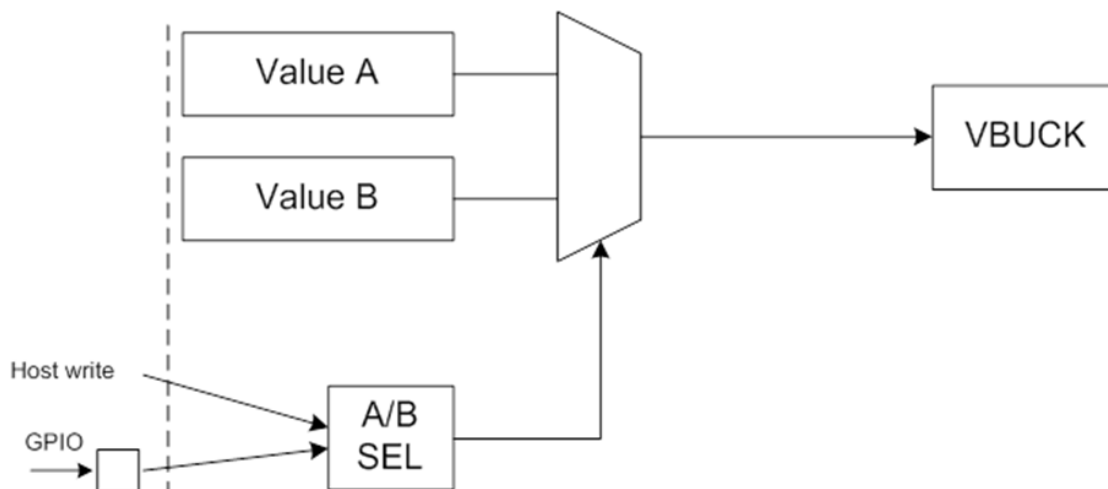 Value A
VBUCK
Value B
Host write
A/B
SEL
GPIO